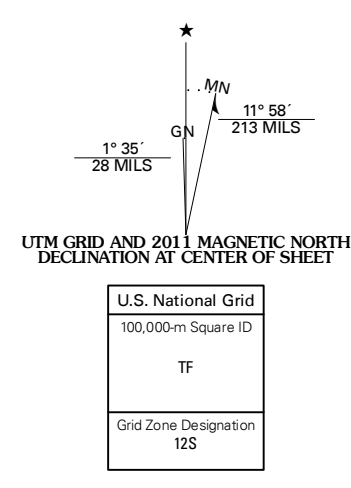 ★
MN
GN
11° 58´
213 MILS
1° 35´
28 MILS
UTM GRID AND 2011 MAGNETIC NORTH
DECLINATION AT CENTER OF SHEET
U.S. National Grid
100,000-m Square ID
TF
Grid Zone Designation
12S